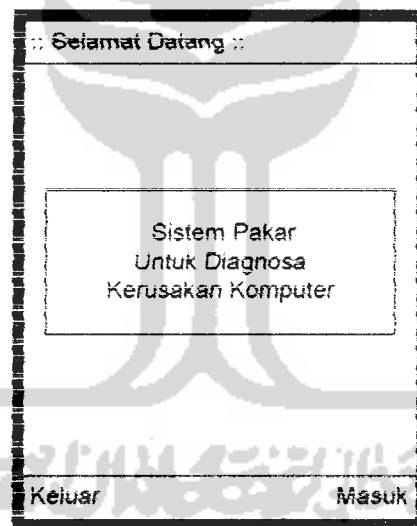 :: Selamat Datang ::
Sistem Pakar
Untuk Diagnosa
Kerusakan Komputer
Keluar Masuk